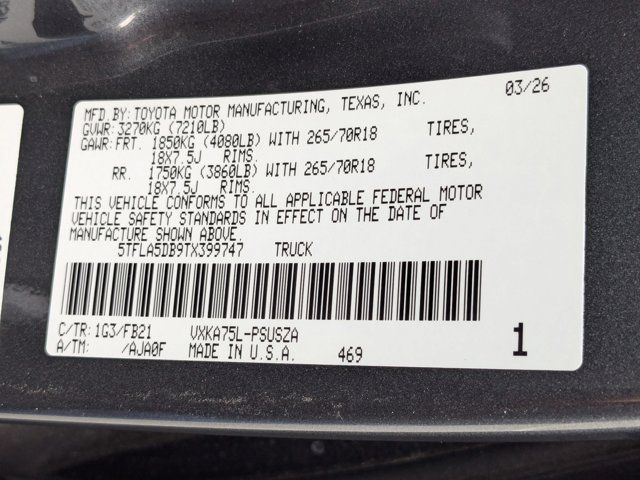 MFD. BY: TOYOTA MOTOR MANUFACTURING, TEXAS, INC. 03/26
GVWR: 3270KG (7210LB)
GAWR: FRT. 1850KG (4080LB) WITH 265/70R18 TIRES,
18X7.5J RIMS.
RR. 1750KG (3860LB) WITH 265/70R18 TIRES,
18X7.5J RIMS.
THIS VEHICLE CONFORMS TO ALL APPLICABLE FEDERAL MOTOR
VEHICLE SAFETY STANDARDS IN EFFECT ON THE DATE OF
MANUFACTURE SHOWN ABOVE.
5TFLA5DB9TX399747 TRUCK
C/TR: 1G3/FB21 VXKA75L-PSUSZA
A/TM: /AJA0F MADE IN U.S.A. 469 1